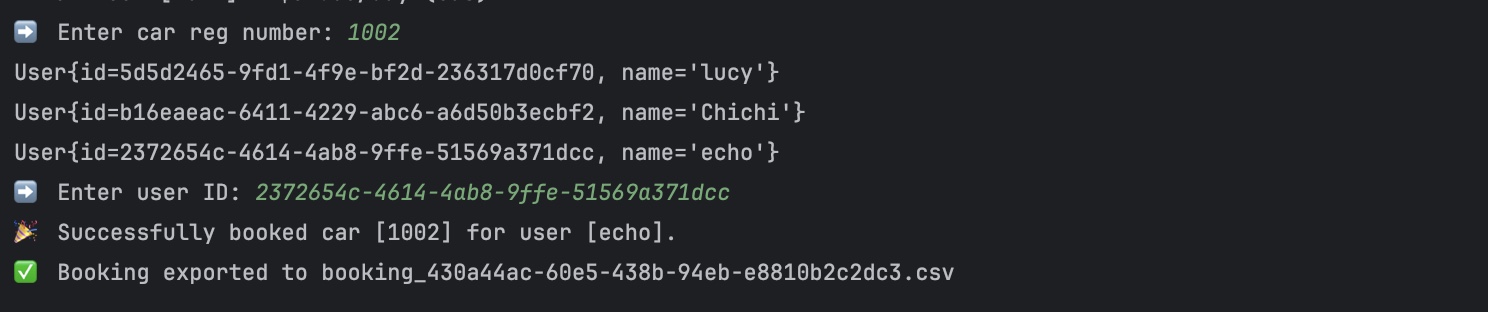 ➡️ Enter car reg number: 1002
User{id=5d5d2465-9fd1-4f9e-bf2d-236317d0cf70, name='lucy'}
User{id=b16eaeac-6411-4229-abc6-a6d50b3ecbf2, name='Chichi'}
User{id=2372654c-4614-4ab8-9ffe-51569a371dcc, name='echo'}
➡️ Enter user ID: 2372654c-4614-4ab8-9ffe-51569a371dcc
🎉 Successfully booked car [1002] for user [echo].
✅ Booking exported to booking_430a44ac-60e5-438b-94eb-e8810b2c2dc3.csv